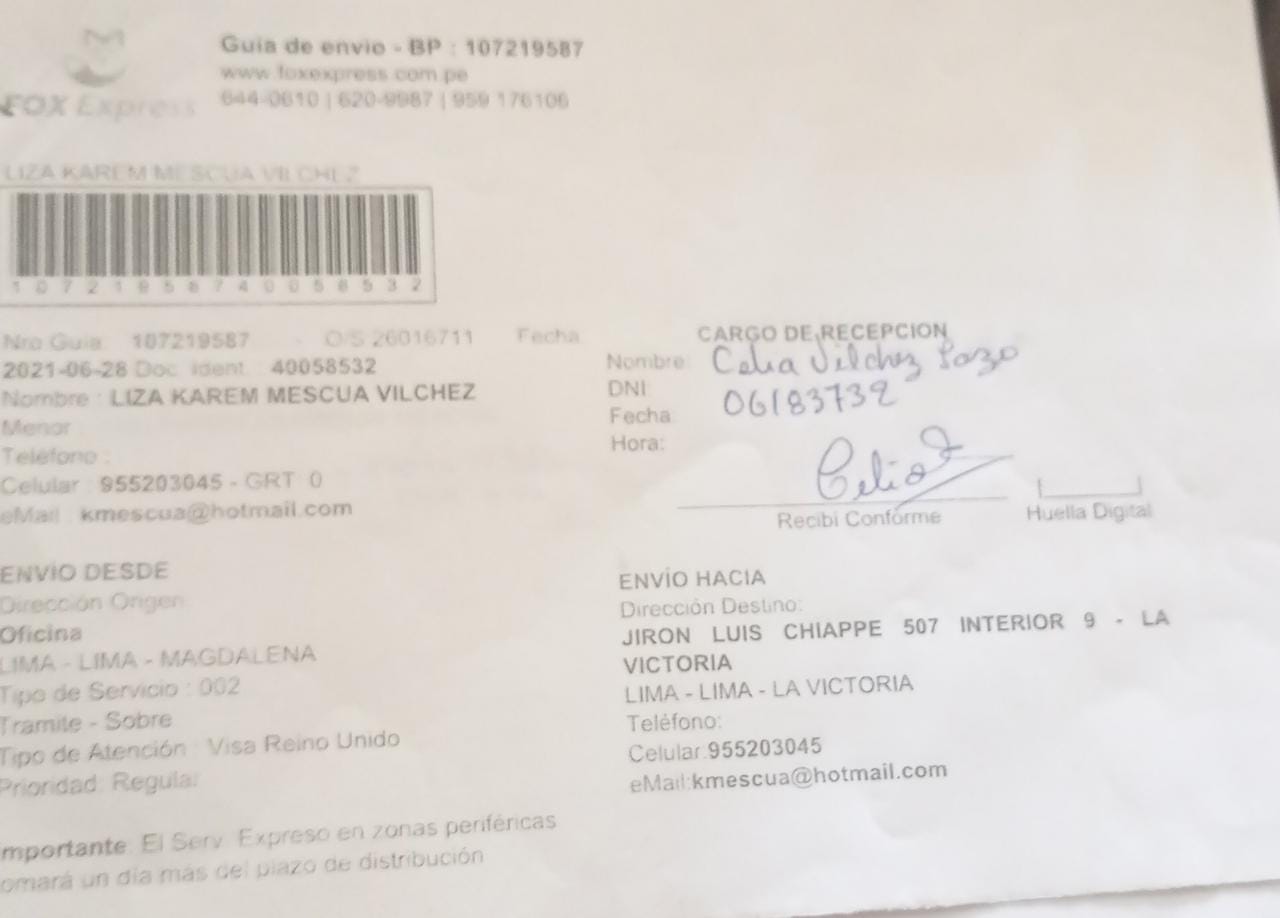 FOX Express
Guia de envio - BP : 107219587
www.foxexpress.com.pe
644-0610 | 620-9987 | 959 176106
LIZA KAREM MESCUA VILCHEZ
10721958740058532
Nro Guia: 107219587 - O/S 26016711 Fecha
2021-06-28 Doc. Ident.: 40058532
Nombre : LIZA KAREM MESCUA VILCHEZ
Menor :
Teléfono :
Celular : 955203045 - GRT 0
eMail : kmescua@hotmail.com
CARGO DE RECEPCION
Nombre: Celia Vilchez
DNI: 06183732
Fecha:
Hora:
Celia
Recibi Conforme
Huella Digital
ENVÍO DESDE
Dirección Origen:
Oficina
LIMA - LIMA - MAGDALENA
Tipo de Servicio : 002
Tramite - Sobre
Tipo de Atención : Visa Reino Unido
Prioridad: Regular
ENVÍO HACIA
Dirección Destino:
JIRON LUIS CHIAPPE 507 INTERIOR 9 - LA
VICTORIA
LIMA - LIMA - LA VICTORIA
Teléfono:
Celular:955203045
eMail:kmescua@hotmail.com
mportante: El Serv. Expreso en zonas periféricas
omará un día más del plazo de distribución